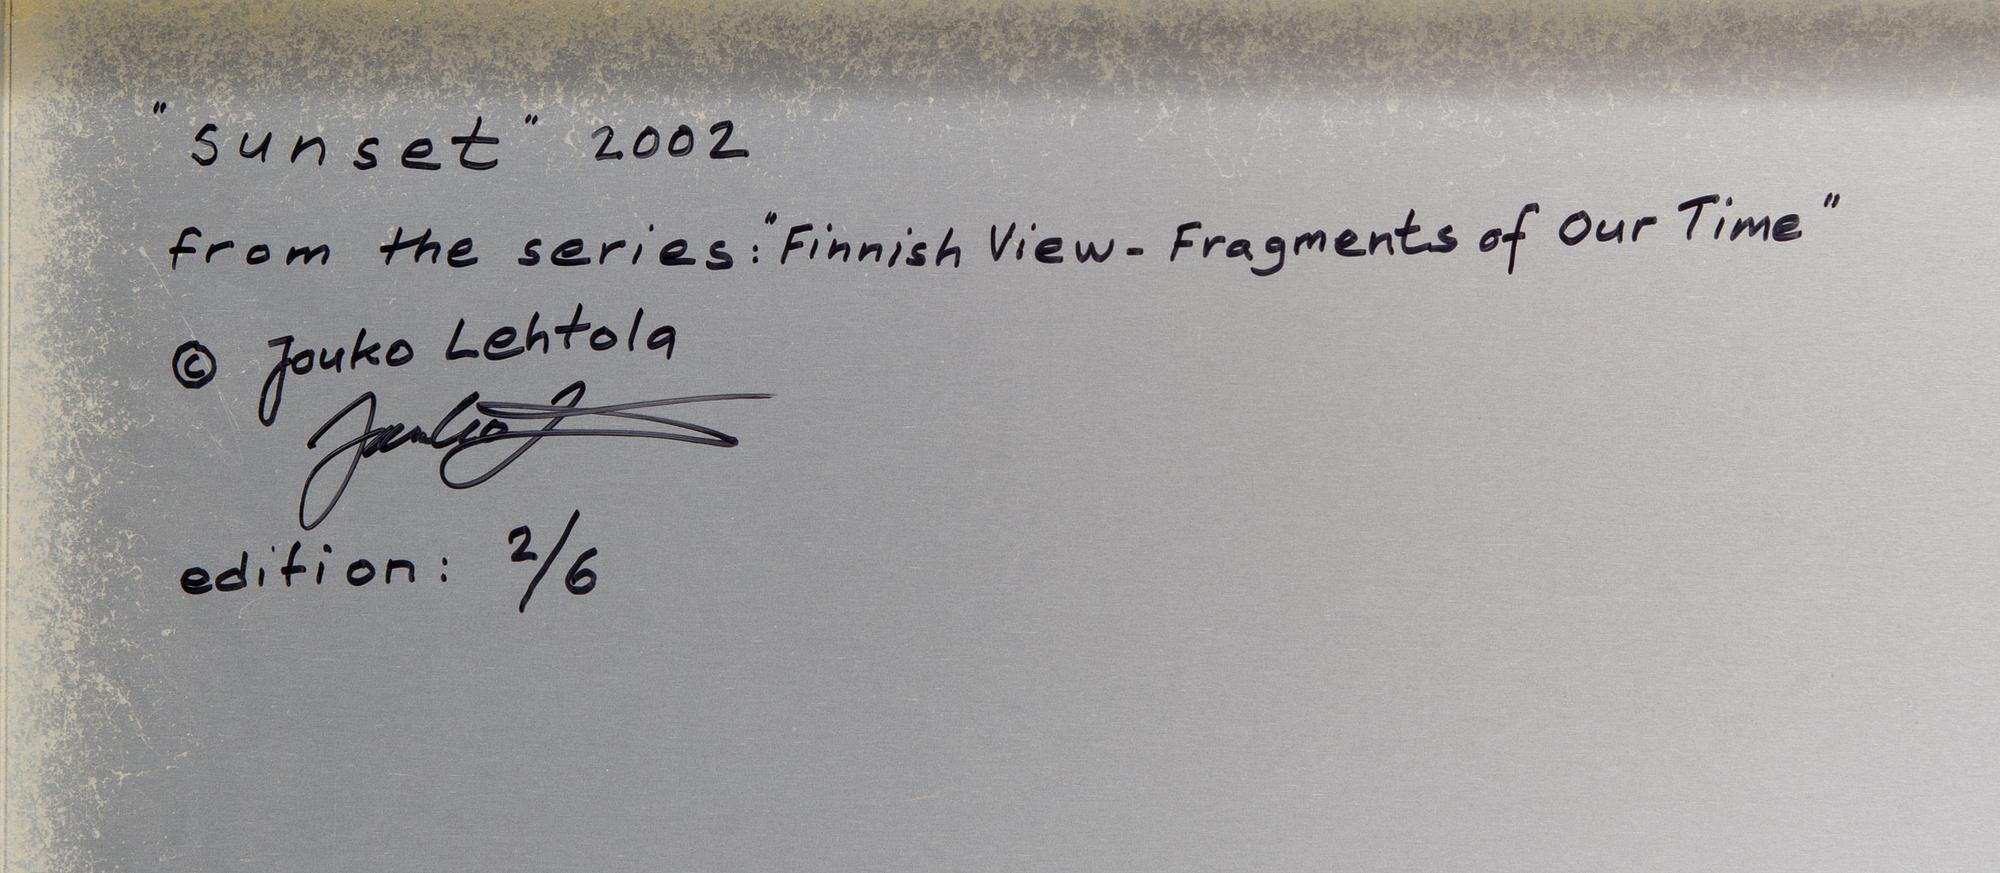 "Sunset" 2002
from the series: "Finnish View - Fragments of Our Time"
© Jouko Lehtola
edition: 2/6